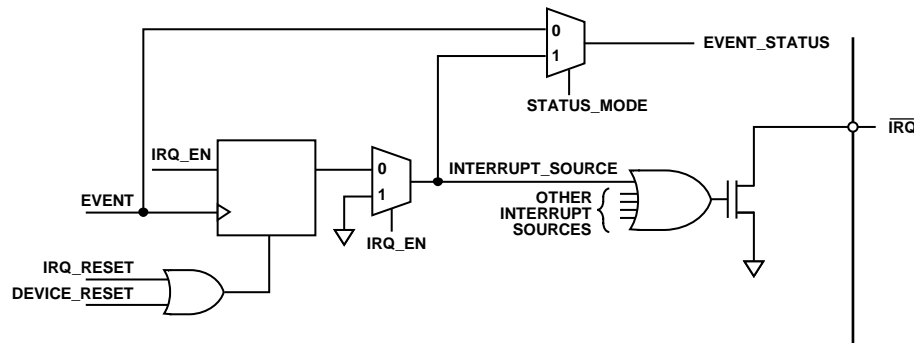 0
1
EVENT_STATUS
STATUS_MODE
IRQ
IRQ_EN
0
1
INTERRUPT_SOURCE
EVENT
OTHER
INTERRUPT
SOURCES
IRQ_EN
IRQ_RESET
DEVICE_RESET